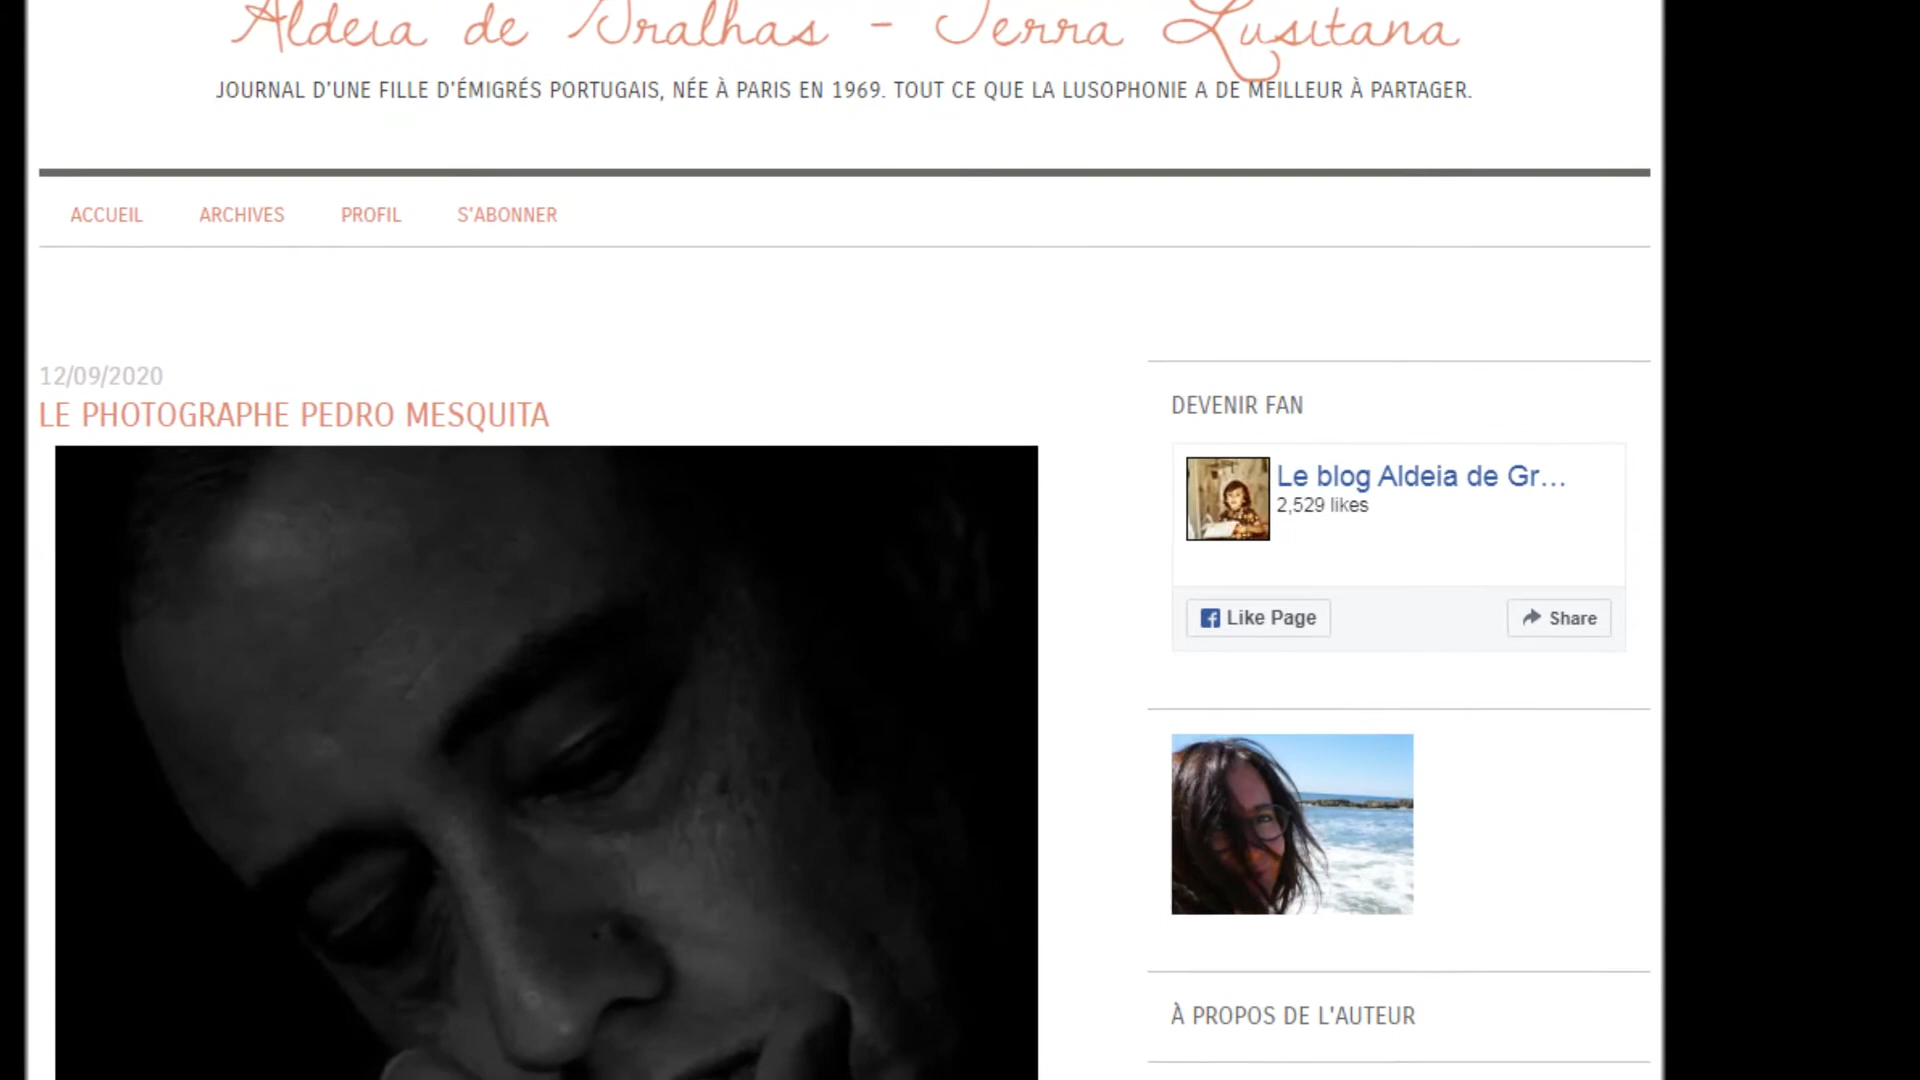 Aldeia de Gralhas - Terra Lusitana
JOURNAL D'UNE FILLE D'ÉMIGRÉS PORTUGAIS, NÉE À PARIS EN 1969. TOUT CE QUE LA LUSOPHONIE A DE MEILLEUR À PARTAGER.
ACCUEIL ARCHIVES PROFIL S'ABONNER
12/09/2020
LE PHOTOGRAPHE PEDRO MESQUITA
DEVENIR FAN
Le blog Aldeia de Gr...
2,529 likes
Like Page Share
À PROPOS DE L'AUTEUR